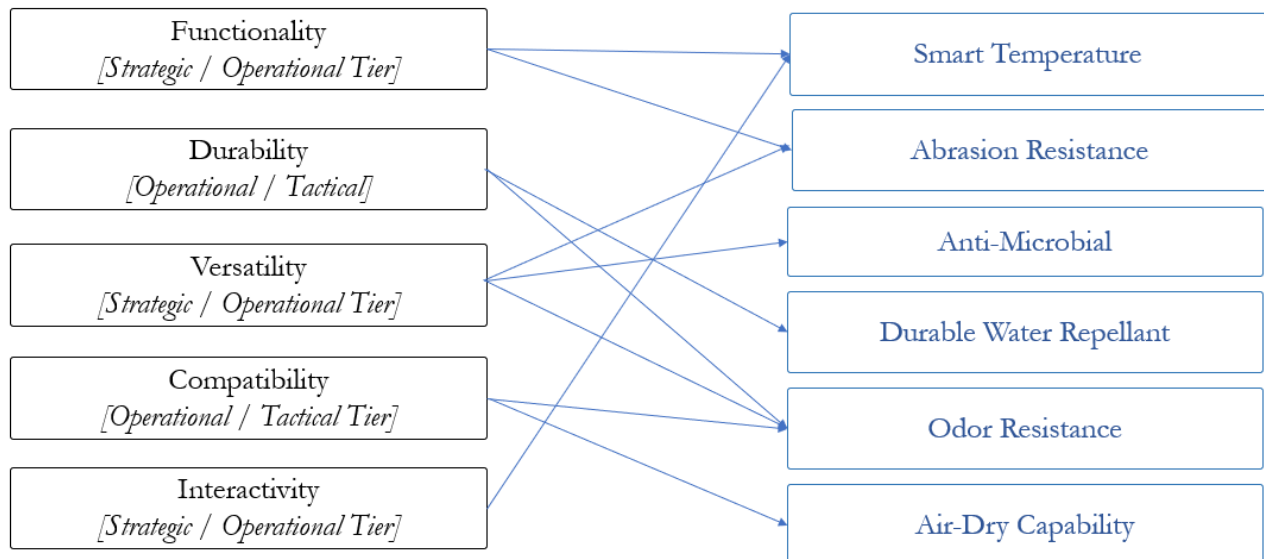 Functionality
[Strategic / Operational Tier]
Durability
[Operational / Tactical]
Versatility
[Strategic / Operational Tier]
Compatibility
[Operational / Tactical Tier]
Interactivity
[Strategic / Operational Tier]
Smart Temperature
Abrasion Resistance
Anti-Microbial
Durable Water Repellant
Odor Resistance
Air-Dry Capability